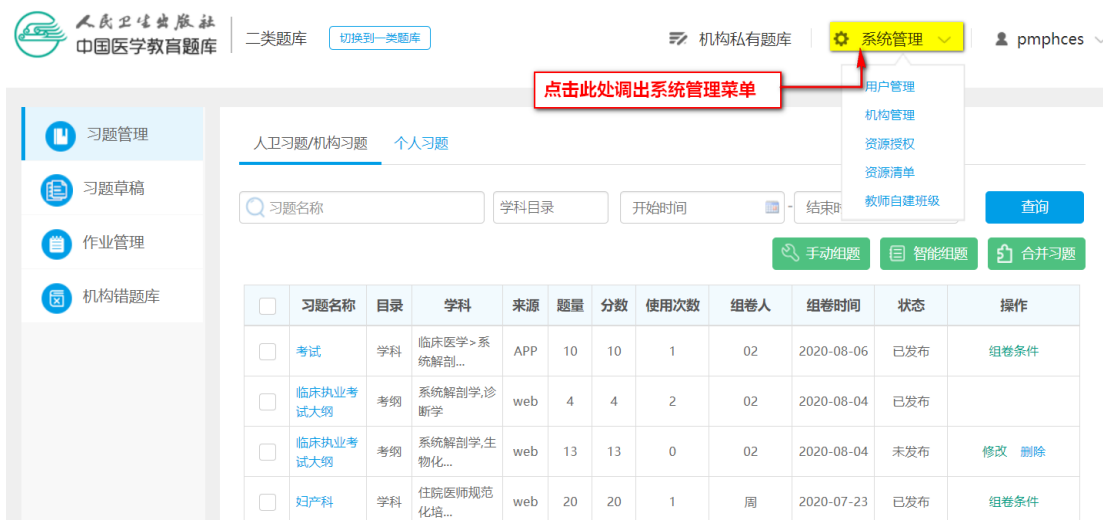 人民卫生出版社
中国医学教育题库
二类题库
切换到一类题库
机构私有题库
系统管理
pmphces
点击此处调出系统管理菜单
用户管理
机构管理
资源授权
资源清单
教师自建班级
习题管理
习题草稿
作业管理
机构错题库
人卫习题/机构习题 个人习题
习题名称 学科目录 开始时间 - 结束时 查询
手动组题 智能组题 合并习题
习题名称 目录 学科 来源 题量 分数 使用次数 组卷人 组卷时间 状态 操作
考试 学科 临床医学>系
统解剖... APP 10 10 1 02 2020-08-06 已发布 组卷条件
临床执业考
试大纲 考纲 系统解剖学,诊
断学 web 4 4 2 02 2020-08-04 已发布
临床执业考
试大纲 考纲 系统解剖学,生
物化... web 13 13 0 02 2020-08-04 未发布 修改 删除
妇产科 学科 住院医师规范
化培... web 20 20 1 周 2020-07-23 已发布 组卷条件